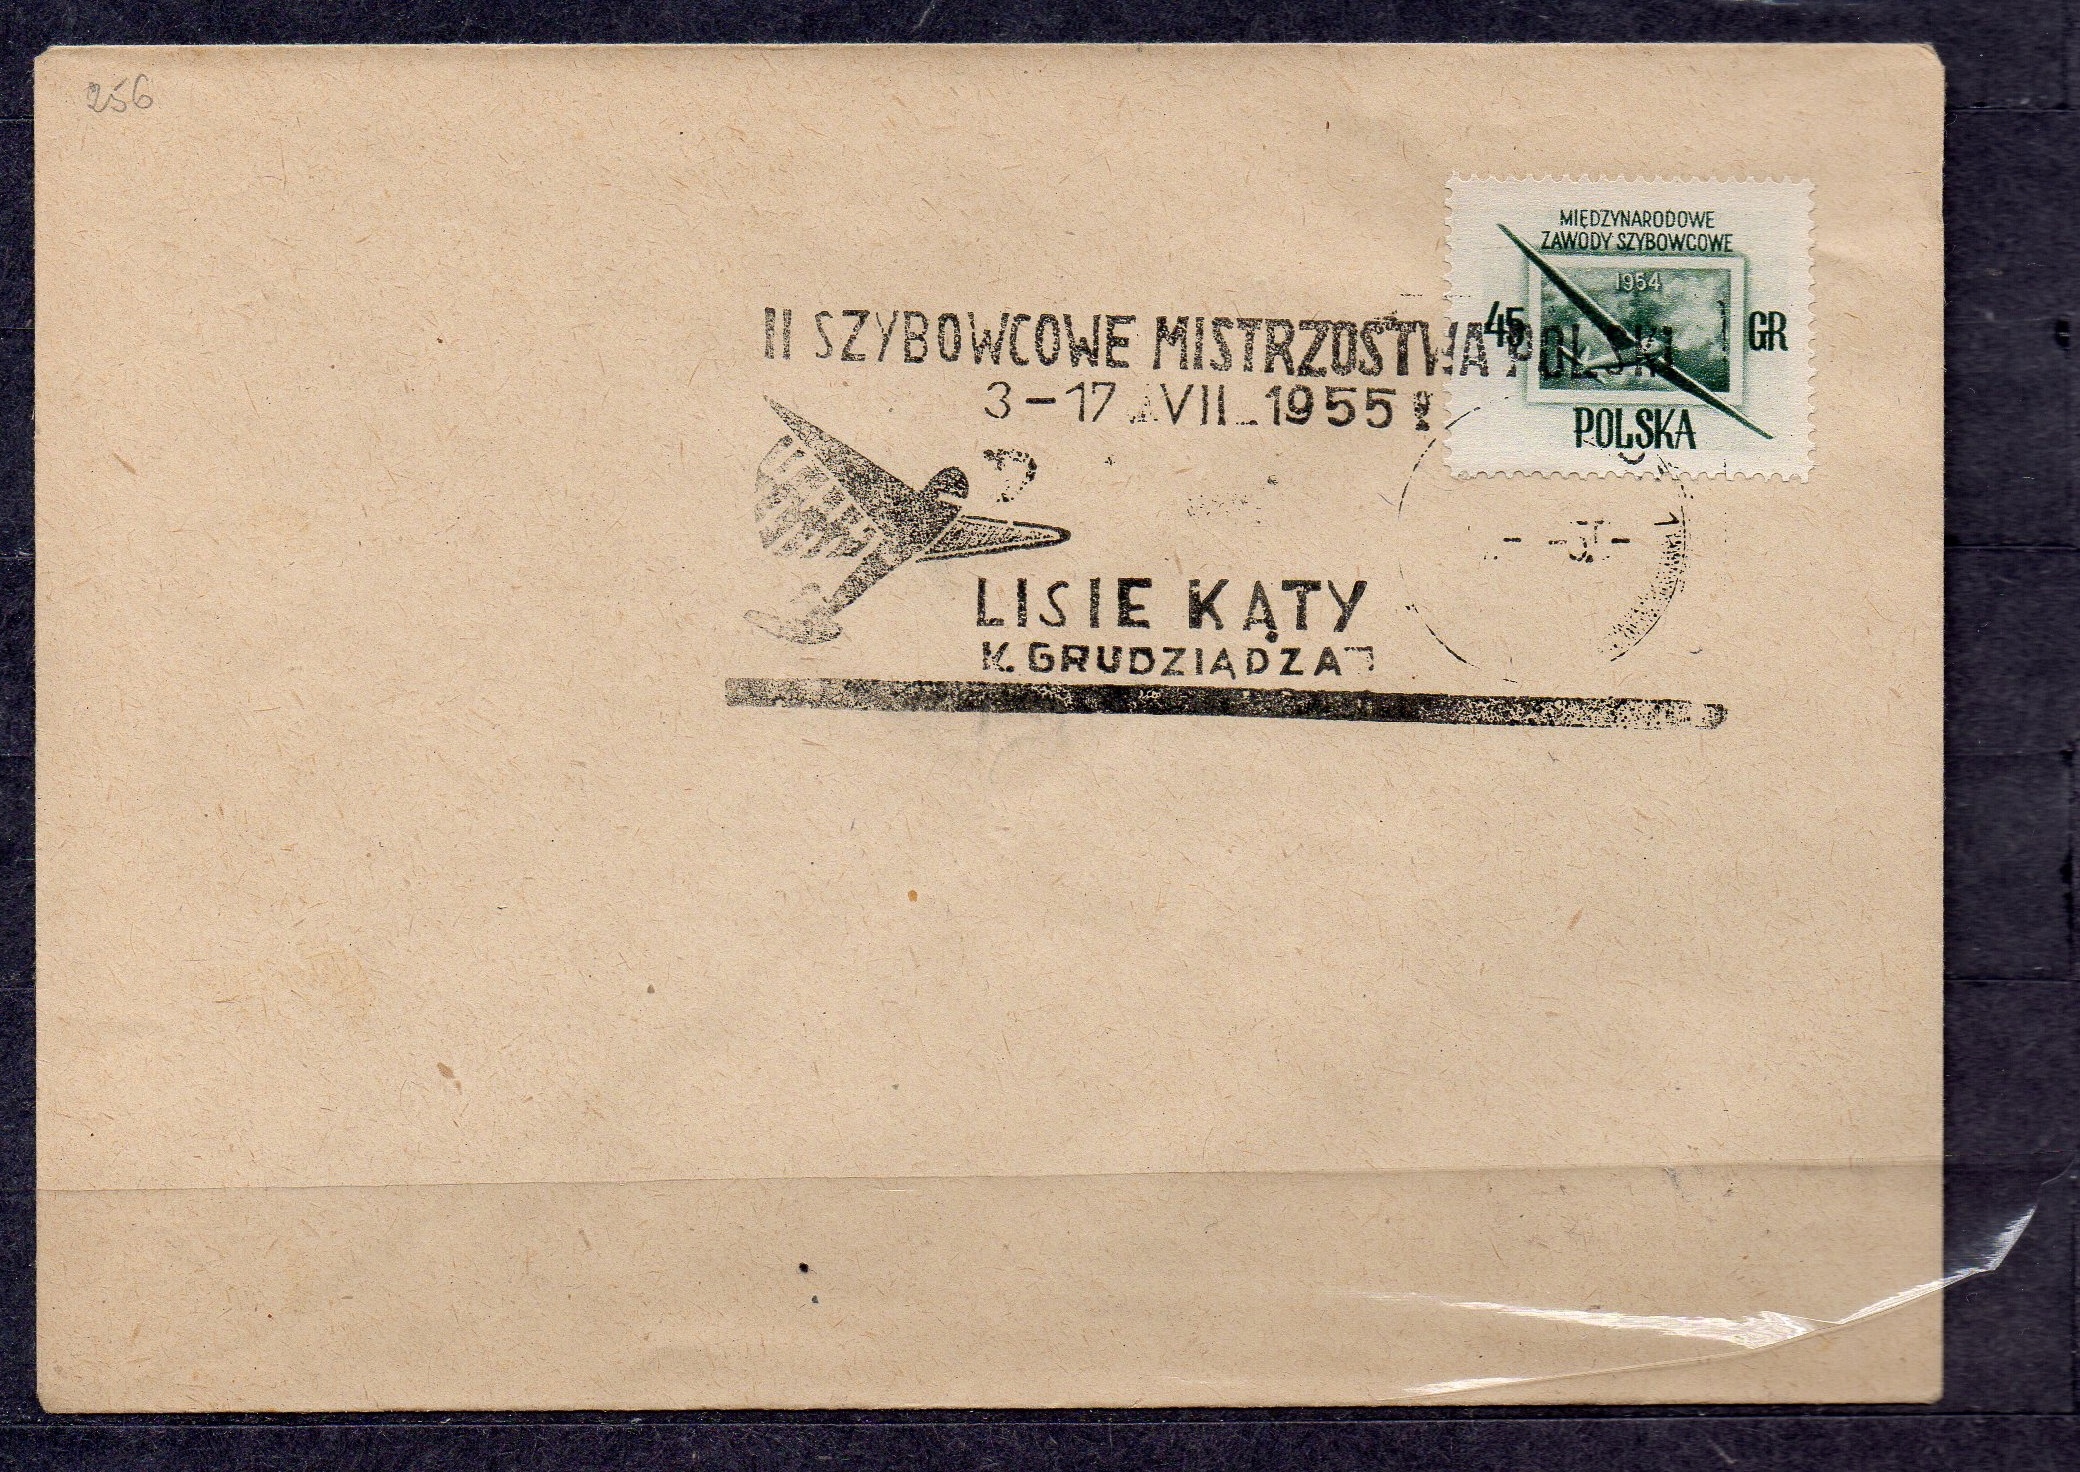 256
MIĘDZYNARODOWE
ZAWODY SZYBOWCOWE
1954
45 GR
POLSKA
II SZYBOWCOWE MISTRZOSTWA POLSKI
3-17 VII 1955
LISIE KĄTY
K. GRUDZIĄDZA